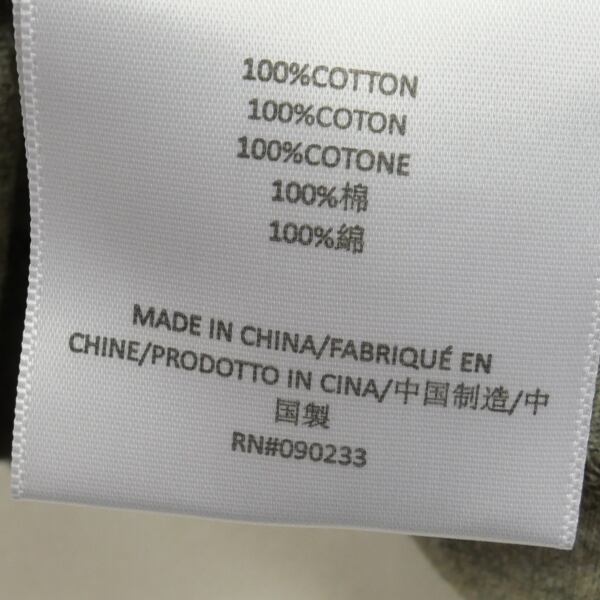 100%COTTON
100%COTON
100%COTONE
100%棉
100%綿
MADE IN CHINA/FABRIQUÉ EN
CHINE/PRODOTTO IN CINA/中国制造/中
国製
RN#090233